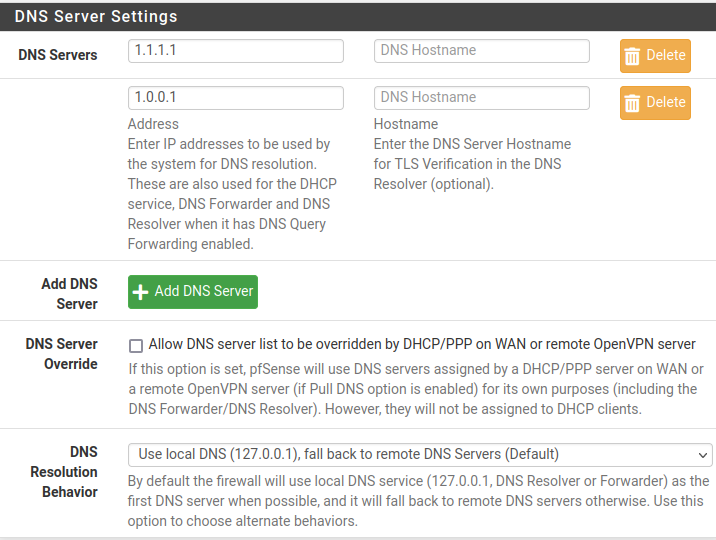 DNS Server Settings
DNS Servers
1.1.1.1
DNS Hostname
Delete
1.0.0.1
DNS Hostname
Delete
Address
Enter IP addresses to be used by
the system for DNS resolution.
These are also used for the DHCP
service, DNS Forwarder and DNS
Resolver when it has DNS Query
Forwarding enabled.
Hostname
Enter the DNS Server Hostname
for TLS Verification in the DNS
Resolver (optional).
Add DNS
Server
Add DNS Server
DNS Server
Override
Allow DNS server list to be overridden by DHCP/PPP on WAN or remote OpenVPN server
If this option is set, pfSense will use DNS servers assigned by a DHCP/PPP server on WAN or
a remote OpenVPN server (if Pull DNS option is enabled) for its own purposes (including the
DNS Forwarder/DNS Resolver). However, they will not be assigned to DHCP clients.
DNS
Resolution
Behavior
Use local DNS (127.0.0.1), fall back to remote DNS Servers (Default)
By default the firewall will use local DNS service (127.0.0.1, DNS Resolver or Forwarder) as the
first DNS server when possible, and it will fall back to remote DNS servers otherwise. Use this
option to choose alternate behaviors.